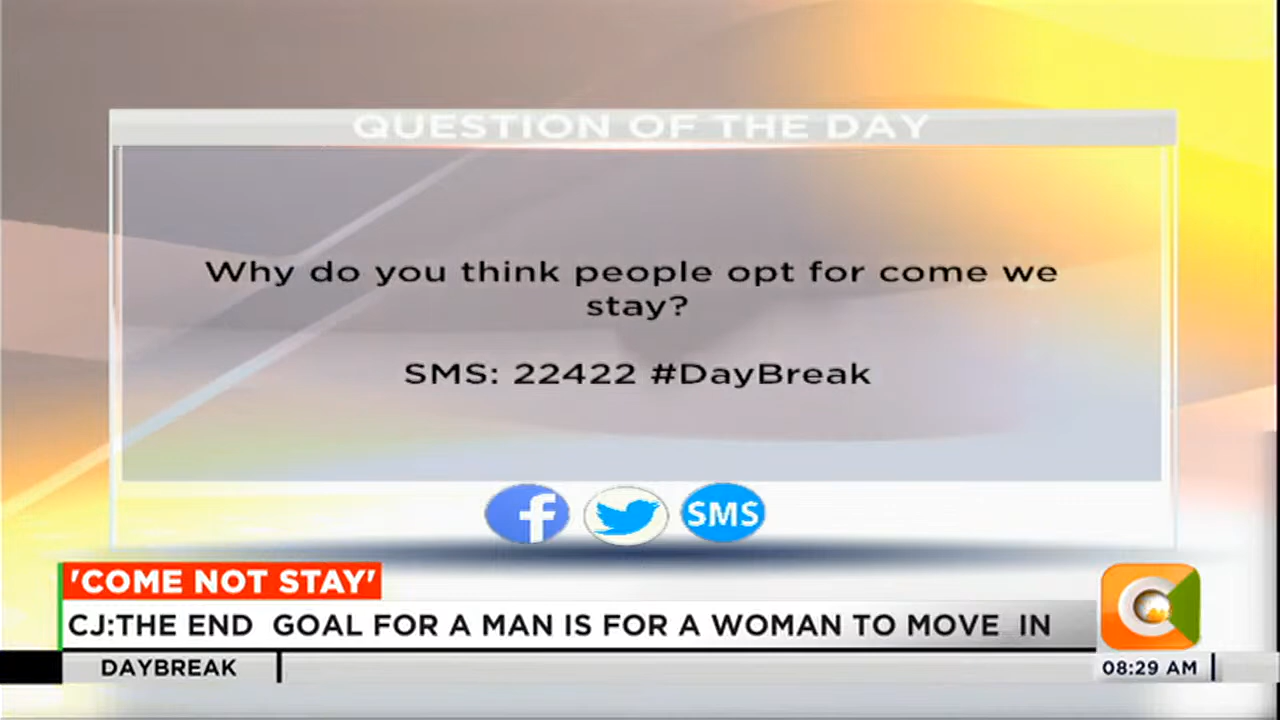 QUESTION OF THE DAY
Why do you think people opt for come we
stay?
SMS: 22422 #DayBreak
f
SMS
'COME NOT STAY'
CJ:THE END GOAL FOR A MAN IS FOR A WOMAN TO MOVE IN
C
DAYBREAK
08:29 AM